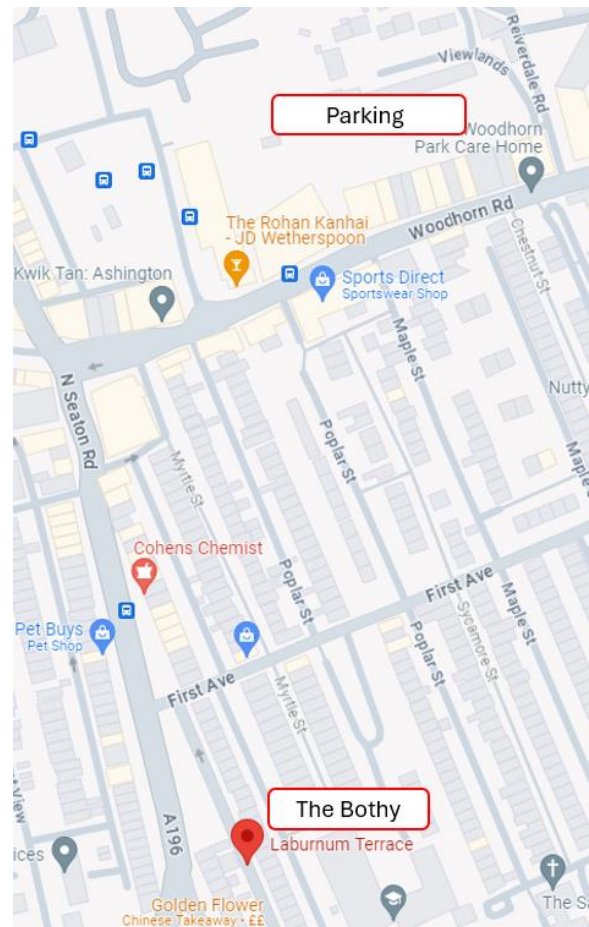 Reiverdale Rd
Viewlands
Parking
Woodhorn
Park Care Home
Woodhorn Rd
The Rohan Kanhai
- JD Wetherspoon
Chestnut St
Kwik Tan: Ashington
Sports Direct
Sportswear Shop
Maple St
Nutty
N Seaton Rd
Poplar St
Maple
Myrtle St
Cohens Chemist
First Ave
Poplar St
Sycamore St
Maple St
Pet Buys
Pet Shop
Poplar St
First Ave
Myrtle St
View
The Bothy
A196
Laburnum Terrace
ices
Golden Flower
Chinese Takeaway · ££
The Sa